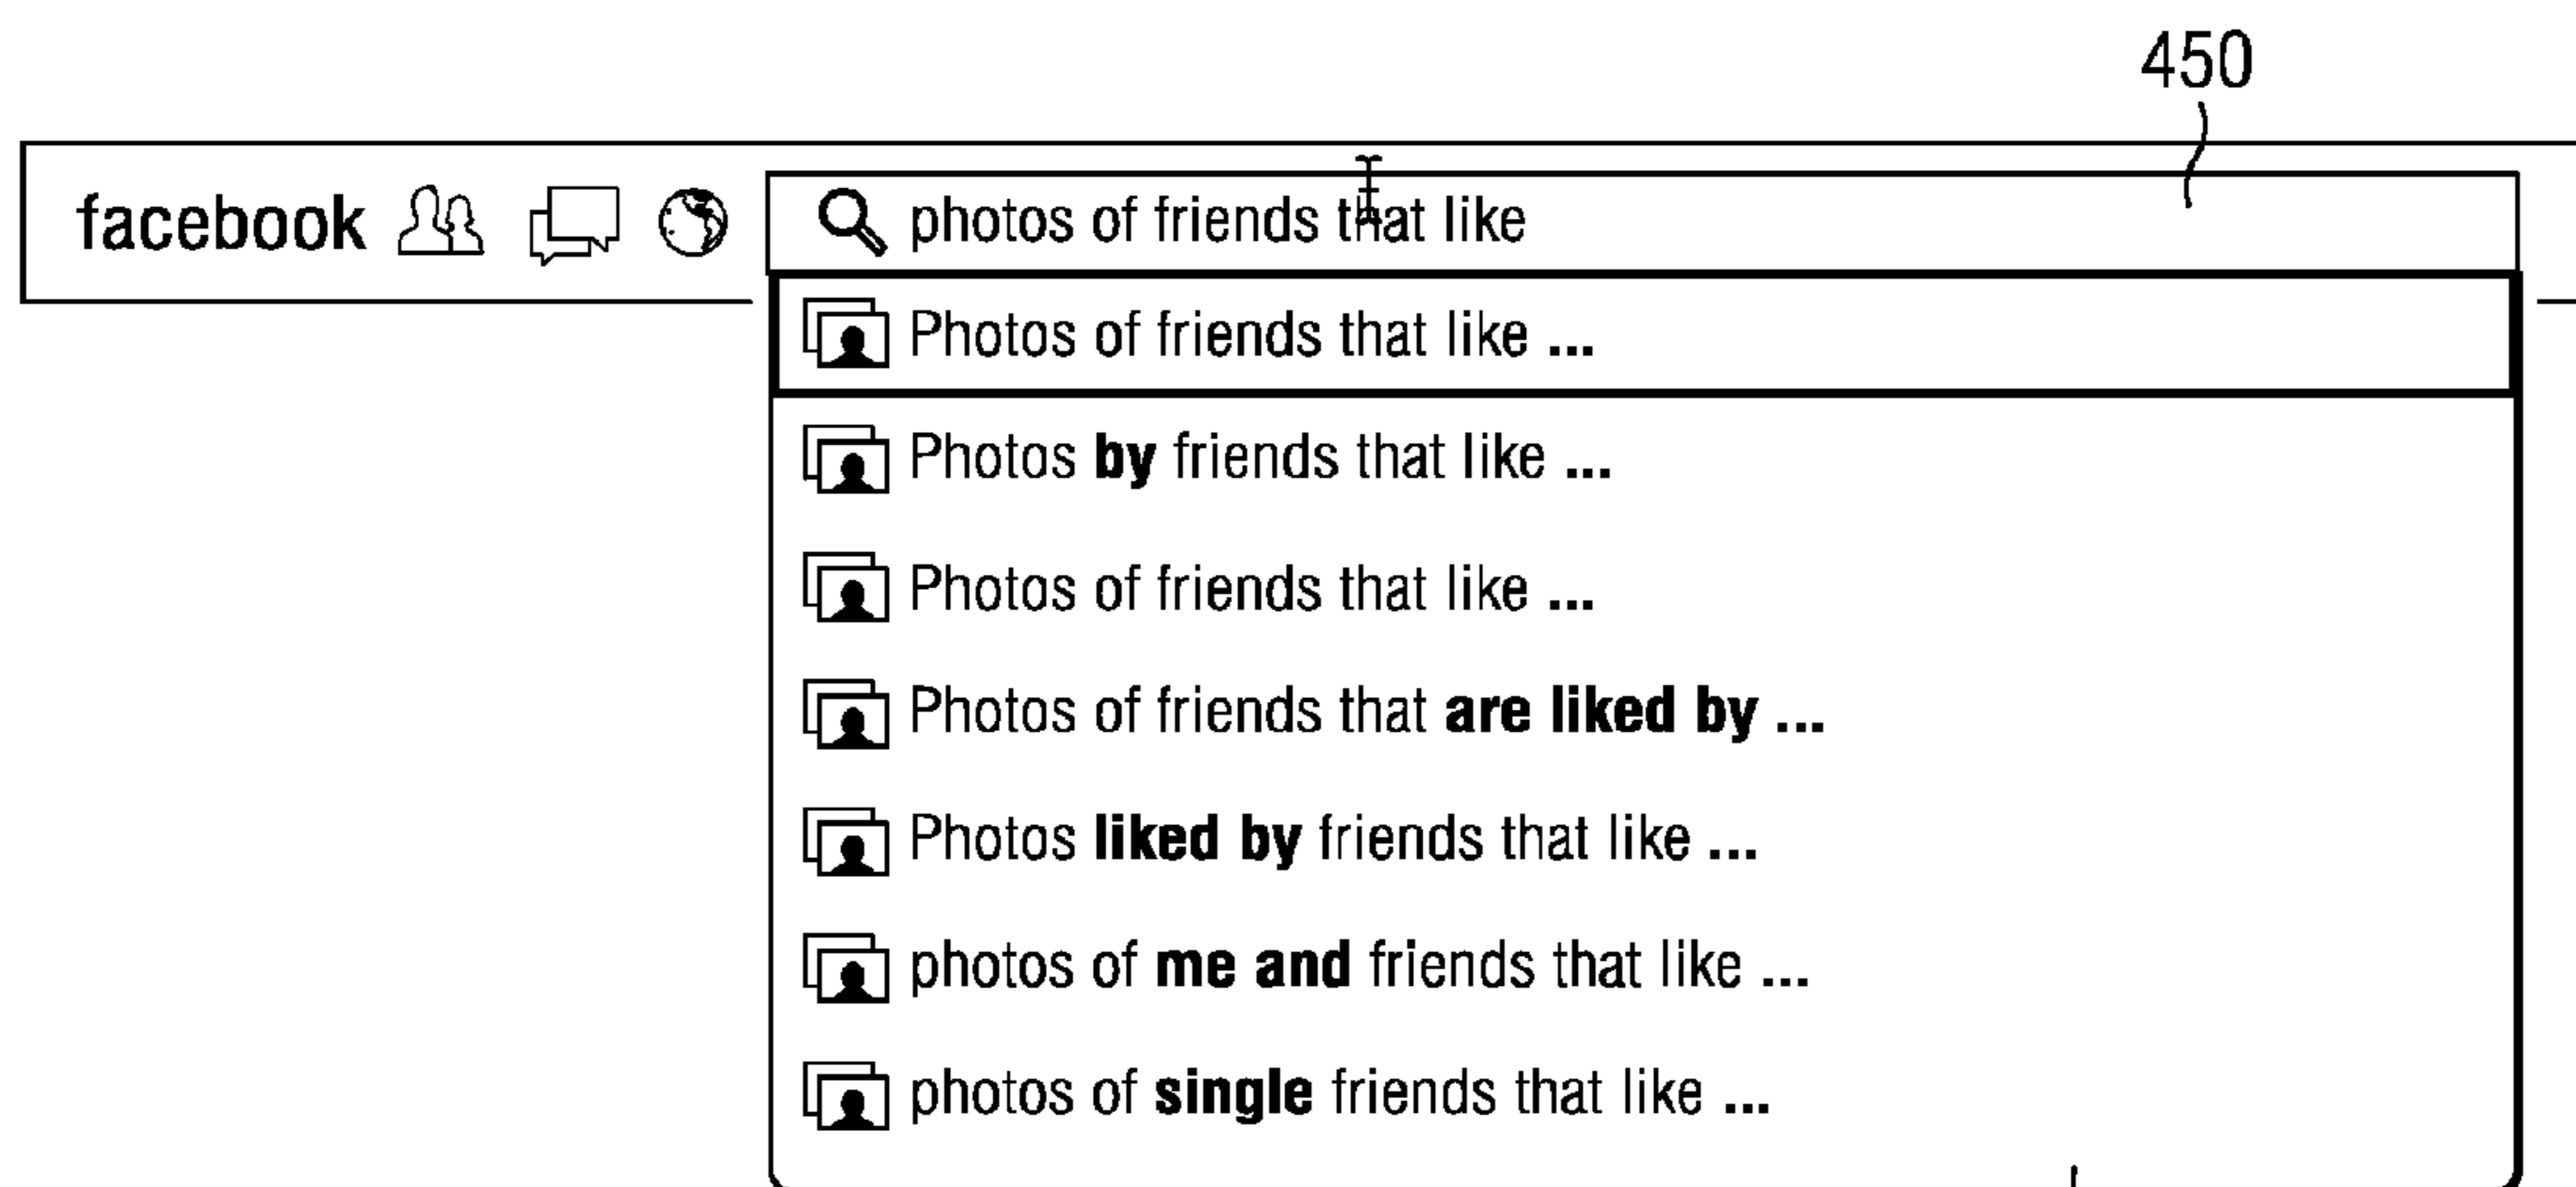 450
facebook photos of friends that like
Photos of friends that like ...
Photos by friends that like ...
Photos of friends that like ...
Photos of friends that are liked by ...
Photos liked by friends that like ...
photos of me and friends that like ...
photos of single friends that like ...